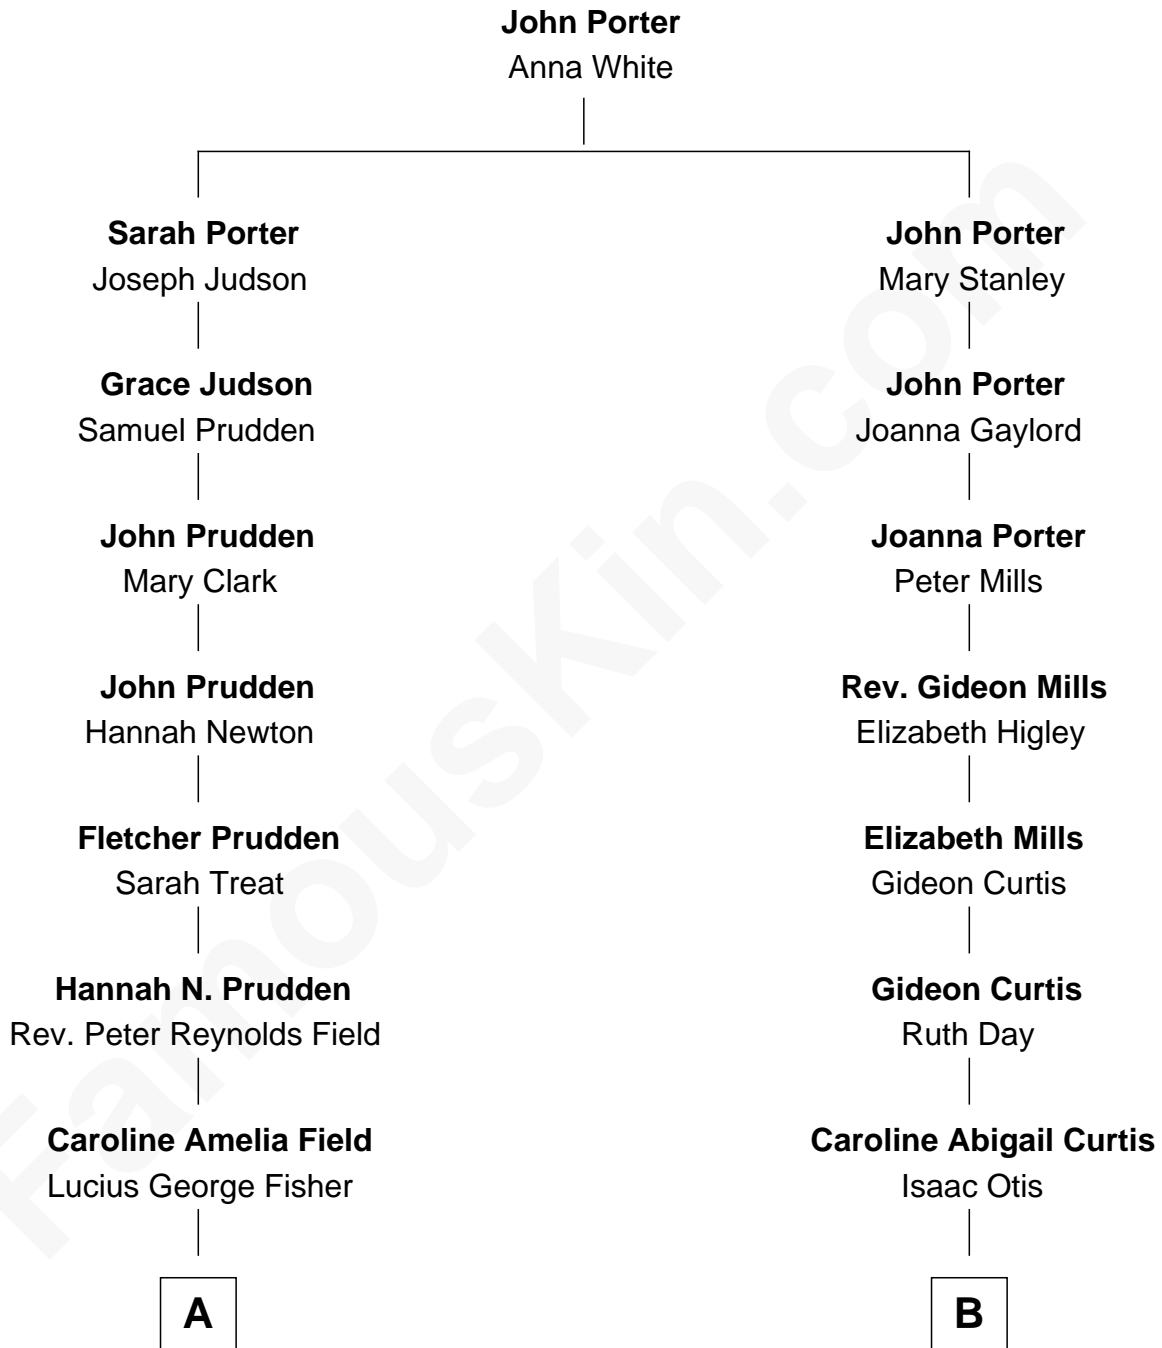 John Porter
Anna White
Sarah Porter
Joseph Judson
John Porter
Mary Stanley
Grace Judson
Samuel Prudden
John Porter
Joanna Gaylord
John Prudden
Mary Clark
Joanna Porter
Peter Mills
John Prudden
Hannah Newton
Rev. Gideon Mills
Elizabeth Higley
Fletcher Prudden
Sarah Treat
Elizabeth Mills
Gideon Curtis
Hannah N. Prudden
Rev. Peter Reynolds Field
Gideon Curtis
Ruth Day
Caroline Amelia Field
Lucius George Fisher
Caroline Abigail Curtis
Isaac Otis
A
B
FamousKin.com